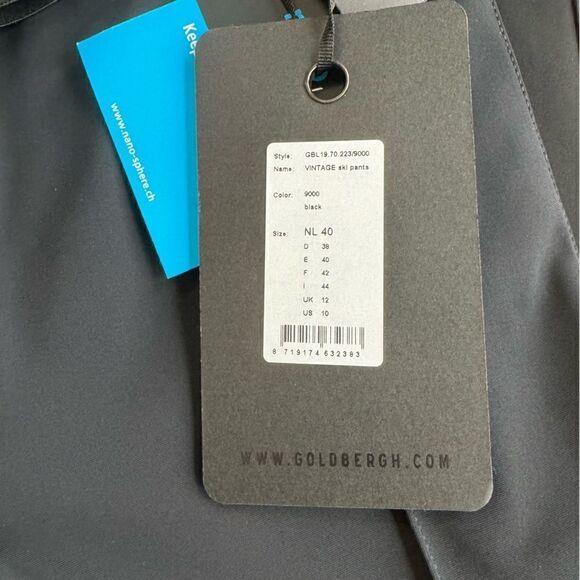 Keep
www.nano-sphere.ch
Style: GBL19.70.223/9000
Name: VINTAGE ski pants
Color: 9000
black
Size: NL 40
D 38
E 40
F 42
I 44
UK 12
US 10
8 719174 632383
WWW.GOLDBERGH.COM